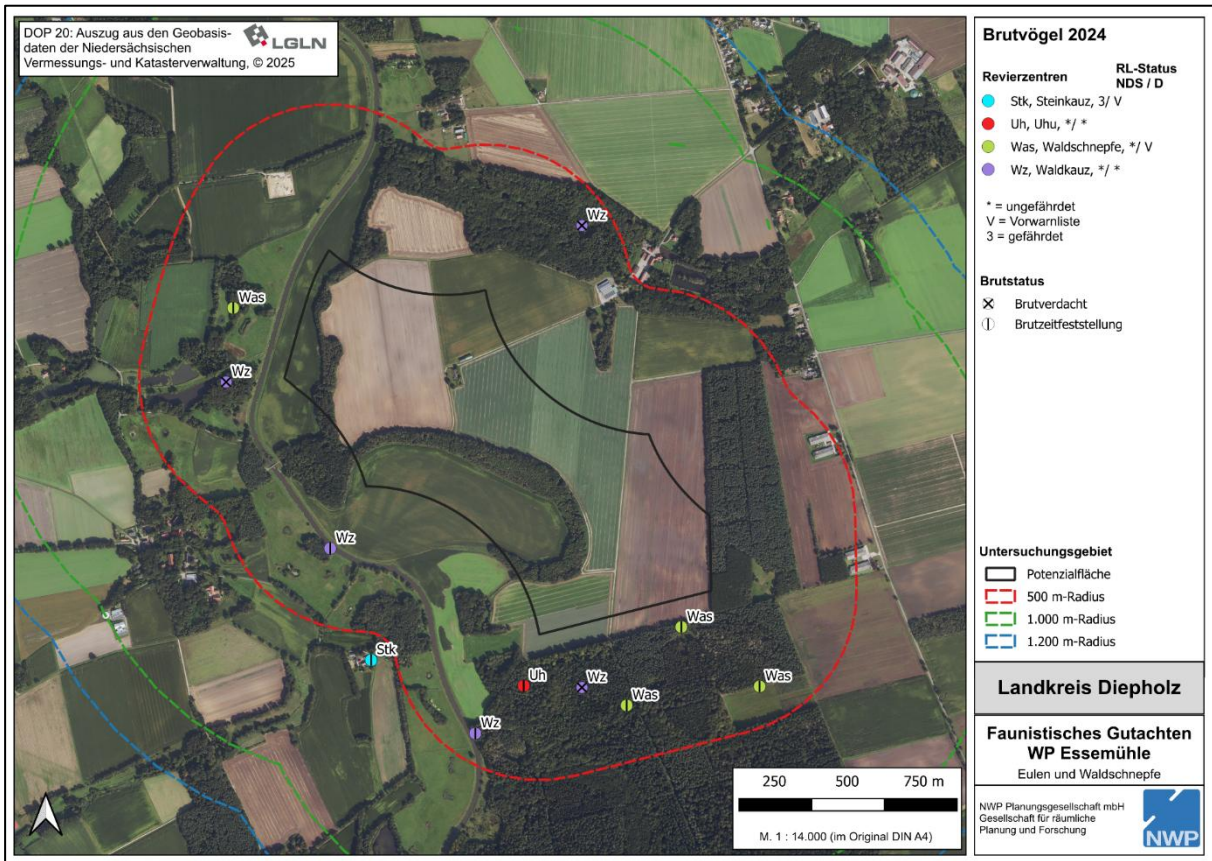 DOP 20: Auszug aus den Geobasis-
daten der Niedersächsischen
Vermessungs- und Katasterverwaltung, © 2025
LGLN
Wz
Was
Wz
Wz
Stk
Was
Uh
Wz
Was
Was
Wz
250 500 750 m
M. 1 : 14.000 (im Original DIN A4)
Brutvögel 2024
Revierzentren RL-Status
NDS / D
Stk, Steinkauz, 3/ V
Uh, Uhu, */ *
Was, Waldschnepfe, */ V
Wz, Waldkauz, */ *
* = ungefährdet
V = Vorwarnliste
3 = gefährdet
Brutstatus
Brutverdacht
Brutzeitfeststellung
Untersuchungsgebiet
Potenzialfläche
500 m-Radius
1.000 m-Radius
1.200 m-Radius
Landkreis Diepholz
Faunistisches Gutachten
WP Essemühle
Eulen und Waldschnepfe
NWP Planungsgesellschaft mbH
Gesellschaft für räumliche
Planung und Forschung
NWP